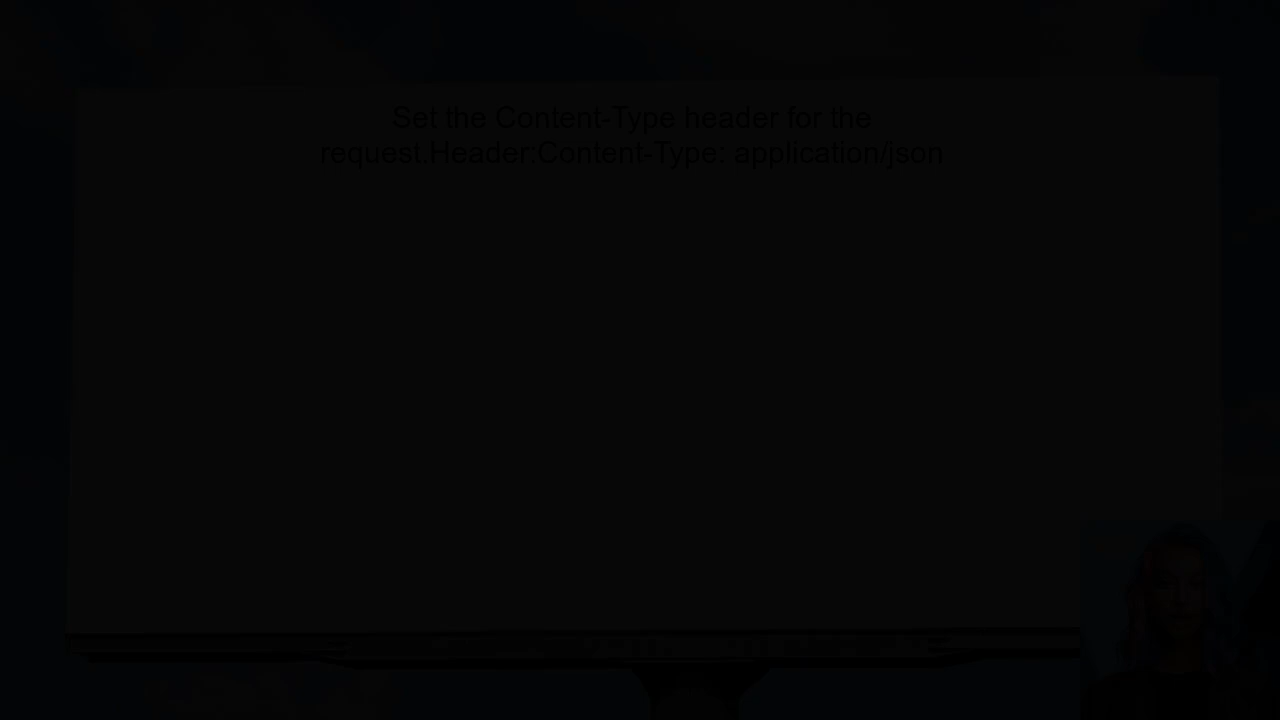 Set the Content-Type header for the
request.Header:Content-Type: application/json